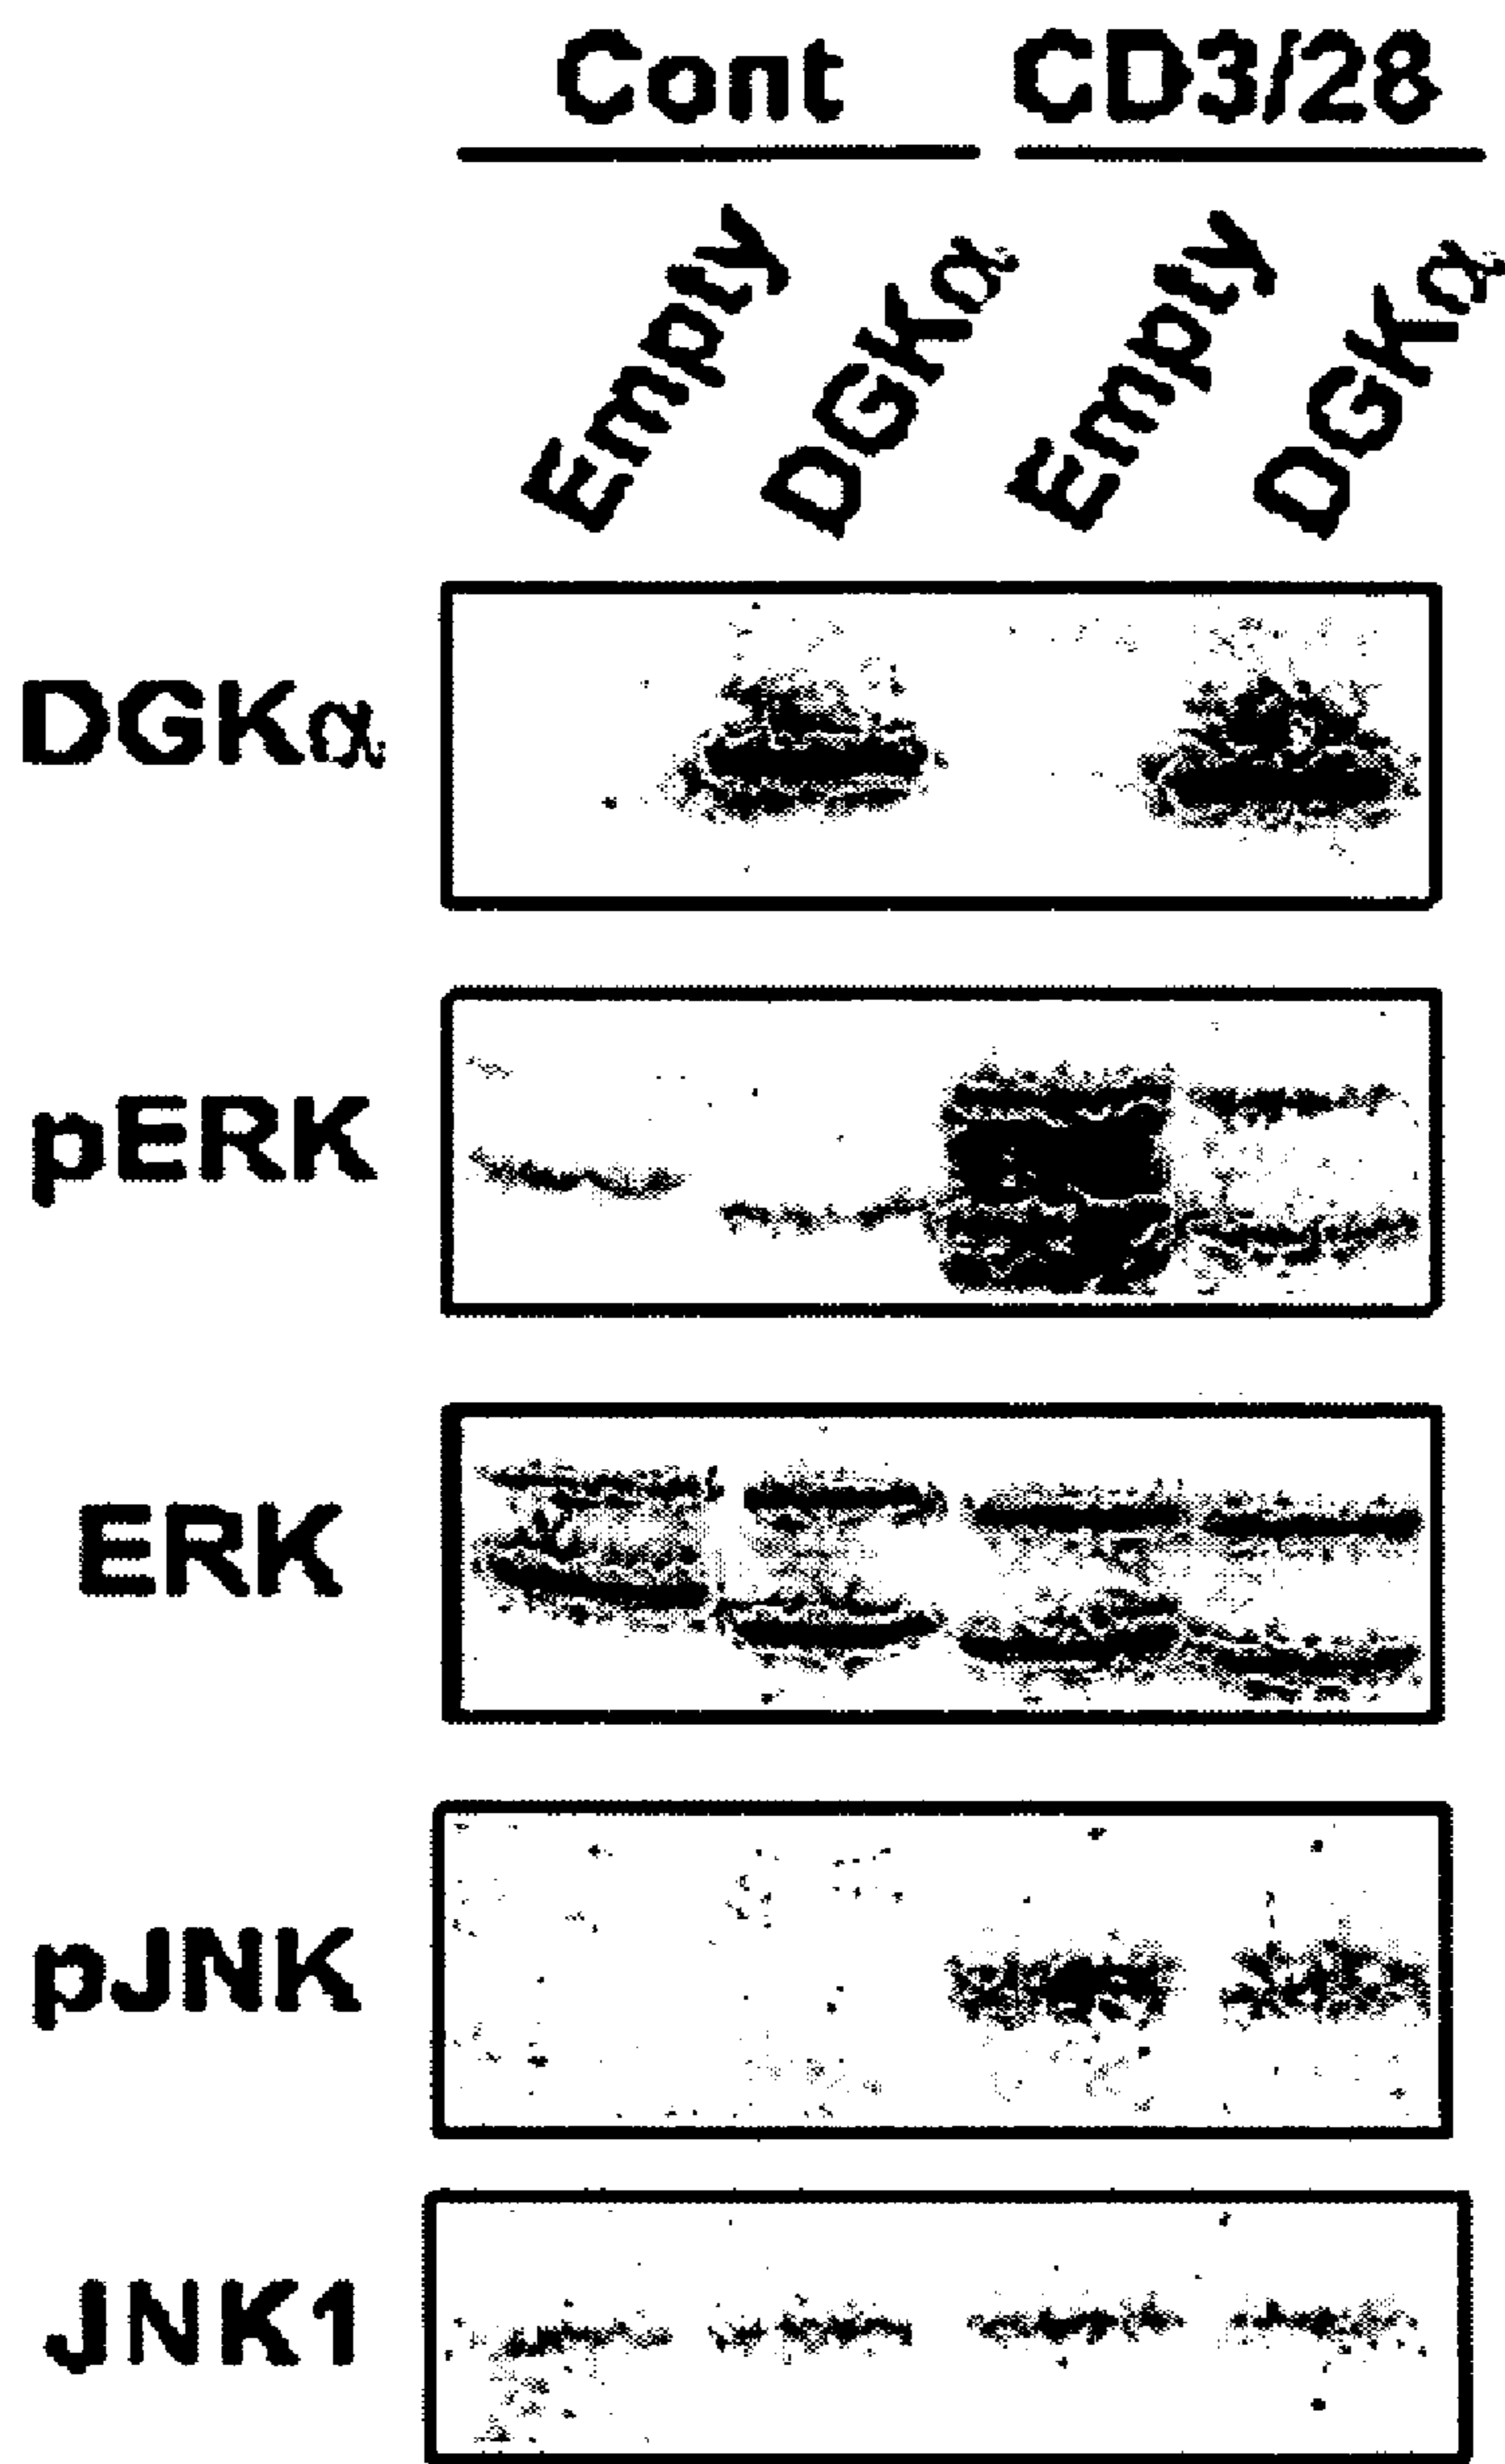 Cont CD3/28
Empty DGKα Empty DGKα
DGKα
pERK
ERK
pJNK
JNK1